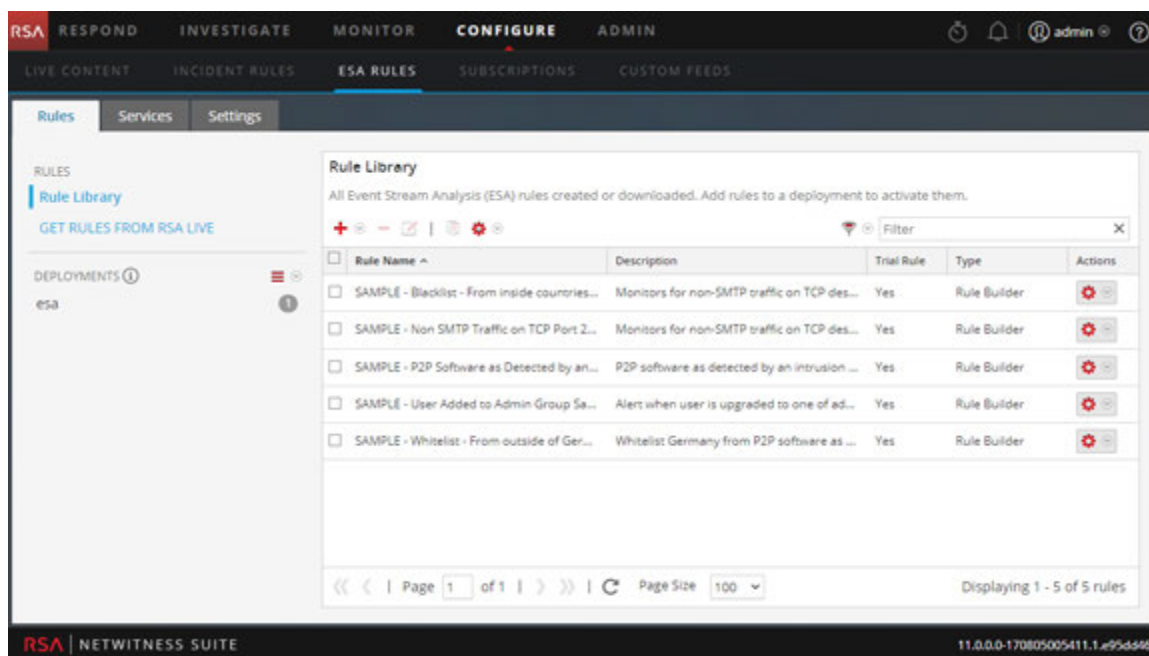 RSA RESPOND INVESTIGATE MONITOR CONFIGURE ADMIN admin
LIVE CONTENT INCIDENT RULES ESA RULES SUBSCRIPTIONS CUSTOM FEEDS
Rules Services Settings
RULES
Rule Library
GET RULES FROM RSA LIVE
DEPLOYMENTS
esa 1
Rule Library
All Event Stream Analysis (ESA) rules created or downloaded. Add rules to a deployment to activate them.
Filter
Rule Name Description Trial Rule Type Actions
SAMPLE - Blacklist - From inside countries... Monitors for non-SMTP traffic on TCP des... Yes Rule Builder
SAMPLE - Non SMTP Traffic on TCP Port 2... Monitors for non-SMTP traffic on TCP des... Yes Rule Builder
SAMPLE - P2P Software as Detected by an... P2P software as detected by an intrusion ... Yes Rule Builder
SAMPLE - User Added to Admin Group Sa... Alert when user is upgraded to one of ad... Yes Rule Builder
SAMPLE - Whitelist - From outside of Ger... Whitelist Germany from P2P software as ... Yes Rule Builder
Page 1 of 1 Page Size 100 Displaying 1 - 5 of 5 rules
RSA NETWITNESS SUITE 11.0.0.0-170805005411.1.e95dd46